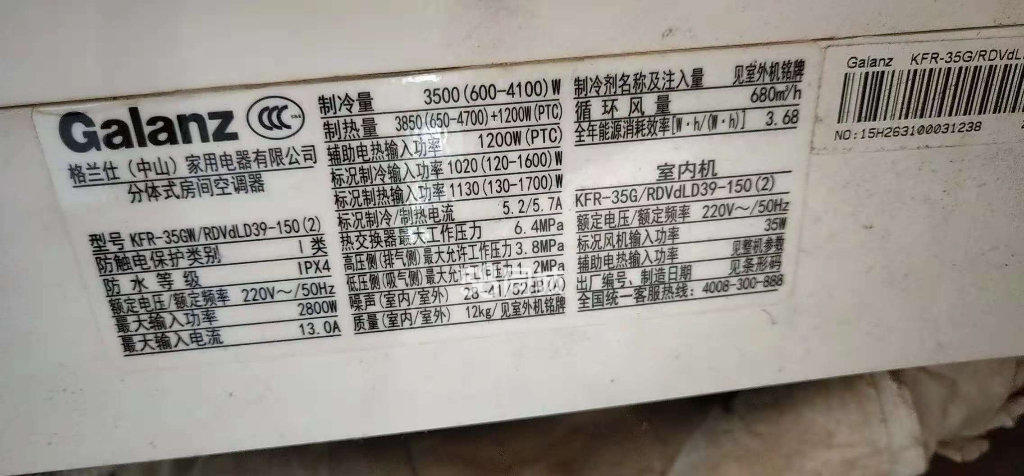 Galanz
格兰仕（中山）家用电器有限公司
分体式房间空调器
型号 KFR-35GW/RDVdLD39-150(2)
防触电保护类别 I类
防水等级 IPX4
额定电压/额定频率 220V～/50Hz
最大输入功率 2800W
最大输入电流 13.0A
制冷量 3500(600-4100)W
制热量 3850(650-4700)+1200W(PTC)
辅助电热输入功率 1200W(PTC)
标况制冷输入功率 1020(120-1600)W
标况制热输入功率 1130(130-1700)W
标况制冷/制热电流 5.2/5.7A
热交换器最大工作压力 6.4MPa
高压侧(排气侧)最大允许工作压力 3.8MPa
低压侧(吸气侧)最大允许工作压力 1.2MPa
噪声(室内/室外)
质量(室内/室外) 12kg/见室外机铭牌
制冷剂名称及注入量 见室外机铭牌
循环风量 680m³/h
全年能源消耗效率[W·h/(W·h)] 3.68
室内机
KFR-35G/RDVdLD39-150(2)
额定电压/额定频率 220V～/50Hz
标况风机输入功率 35W
辅助电热输入功率 见整机参数
出厂编号、制造日期 见条形码
全国统一客服热线：4008-300-888
Galanz KFR-35G/RDVdL
NO:15H263100031238